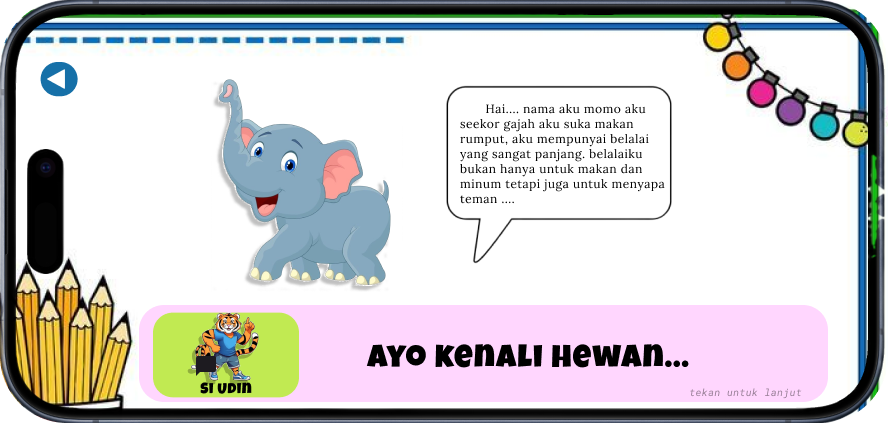 Hai.... nama aku momo aku
seekor gajah aku suka makan
rumput, aku mempunyai belalai
yang sangat panjang. belalaiku
bukan hanya untuk makan dan
minum tetapi juga untuk menyapa
teman ....
AYO KENALI HEWAN...
SI UDIN
tekan untuk lanjut